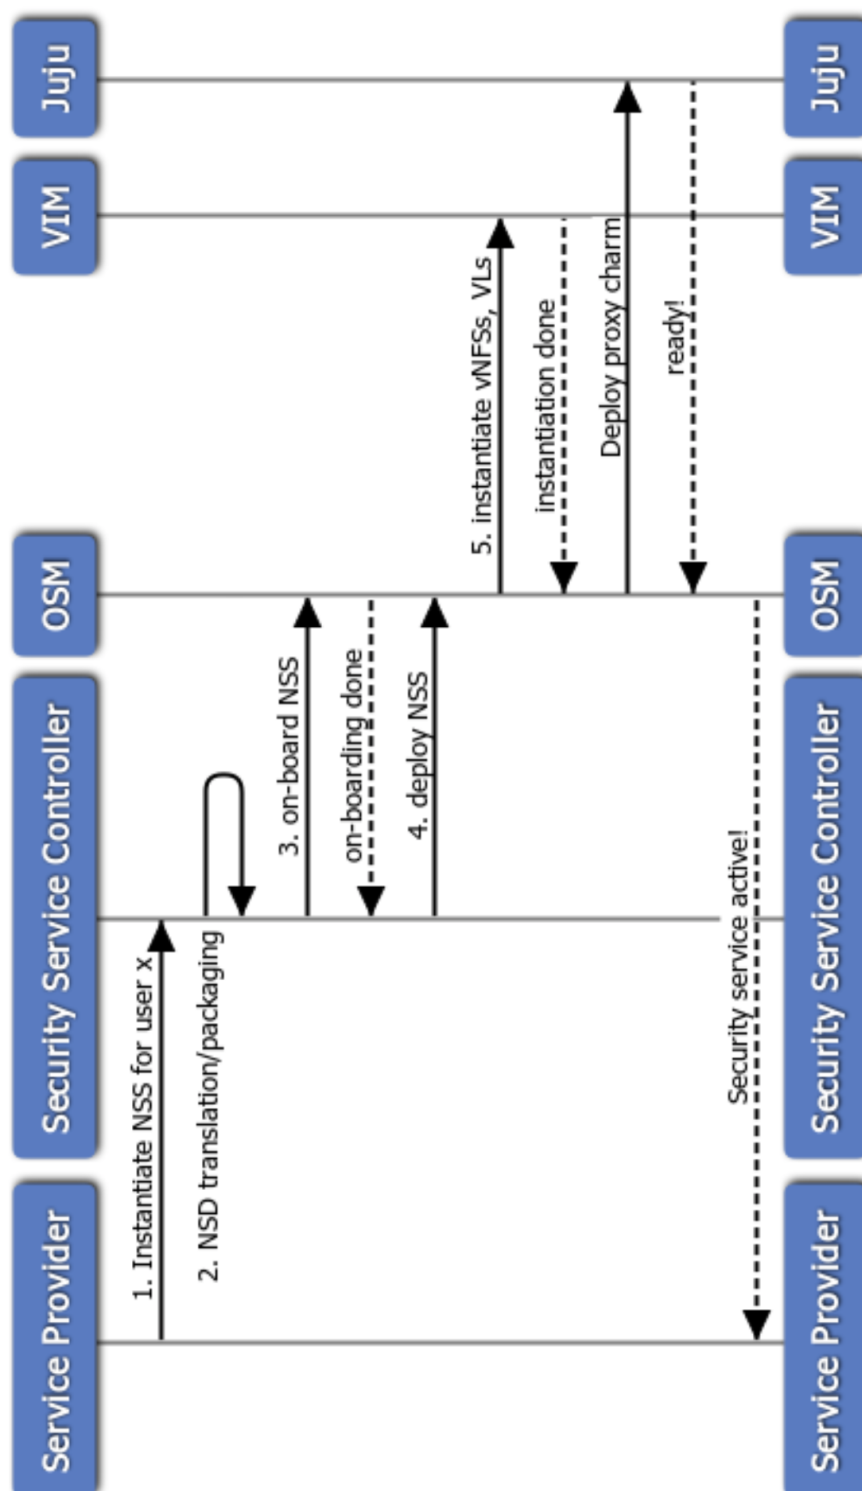 Service Provider
Security Service Controller
OSM
VIM
Juju
1. Instantiate NSS for user x
2. NSD translation/packaging
3. on-board NSS
on-boarding done
4. deploy NSS
5. instantiate vNFSs, VLs
instantiation done
Deploy proxy charm
ready!
Security service active!
Service Provider
Security Service Controller
OSM
VIM
Juju